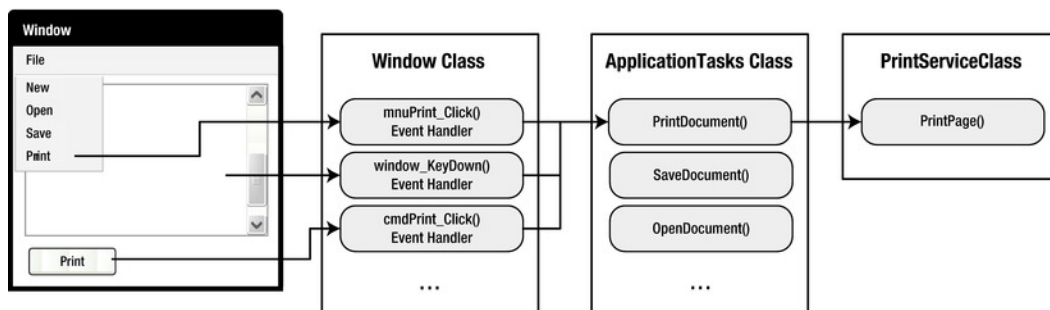 Window
File
New
Open
Save
Print
Print
Window Class
mnuPrint_Click()
Event Handler
window_KeyDown()
Event Handler
cmdPrint_Click()
Event Handler
...
ApplicationTasks Class
PrintDocument()
SaveDocument()
OpenDocument()
...
PrintServiceClass
PrintPage()